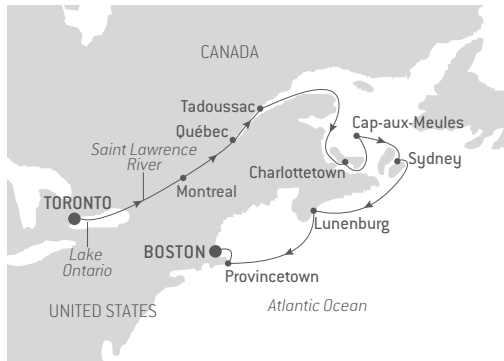 CANADA
Tadoussac
Cap-aux-Meules
Québec
Saint Lawrence
River
Charlottetown
Sydney
Montreal
TORONTO
Lunenburg
Lake
Ontario
BOSTON
Provincetown
UNITED STATES
Atlantic Ocean